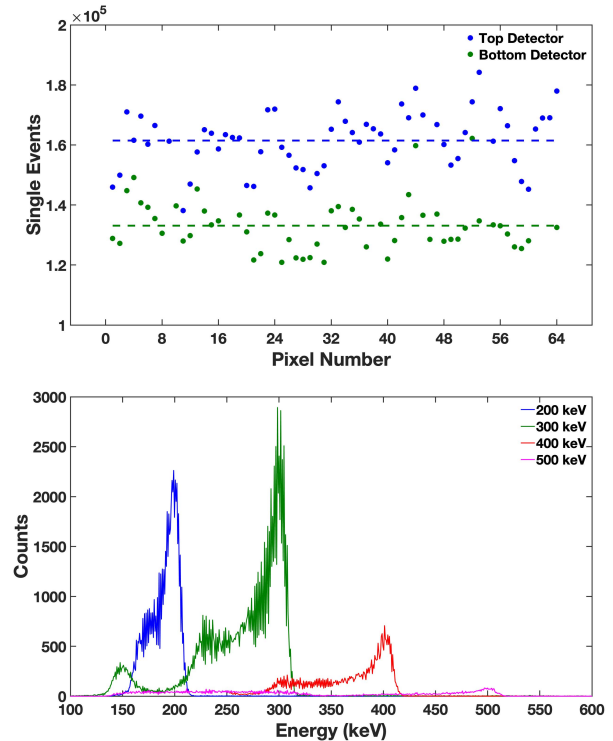 ×10⁵
2
1.8
1.6
1.4
1.2
1
Single Events
Top Detector
Bottom Detector
0 8 16 24 32 40 48 56 64
Pixel Number
3000
2500
2000
1500
1000
500
0
Counts
200 keV
300 keV
400 keV
500 keV
100 150 200 250 300 350 400 450 500 550 600
Energy (keV)